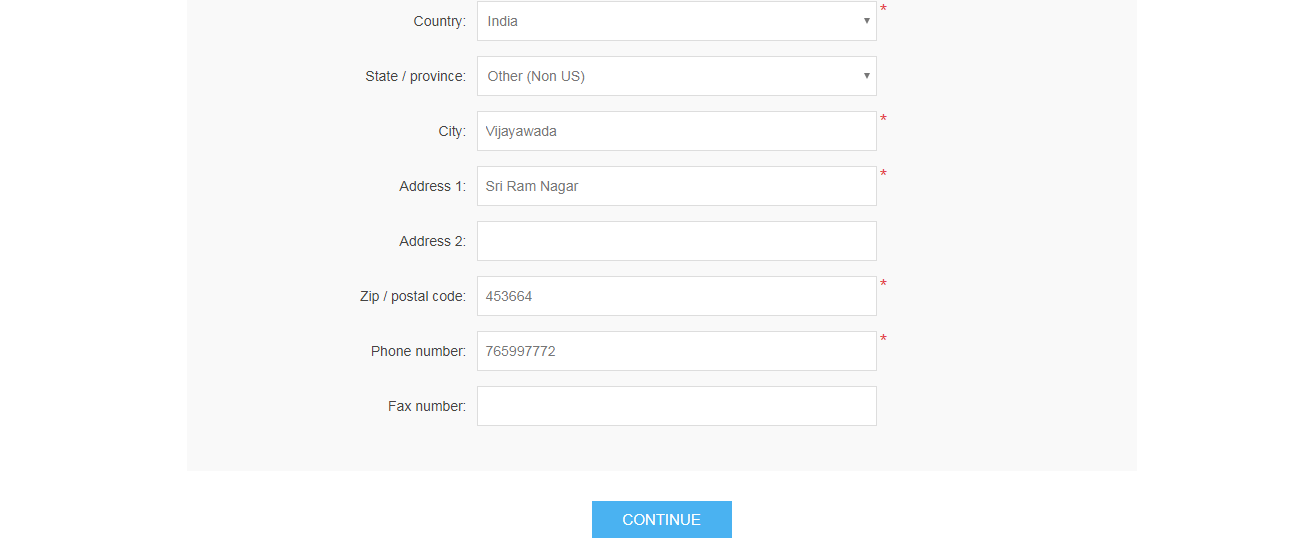 Country: India ▾ *
State / province: Other (Non US) ▾
City: Vijayawada *
Address 1: Sri Ram Nagar *
Address 2:
Zip / postal code: 453664 *
Phone number: 765997772 *
Fax number:
CONTINUE